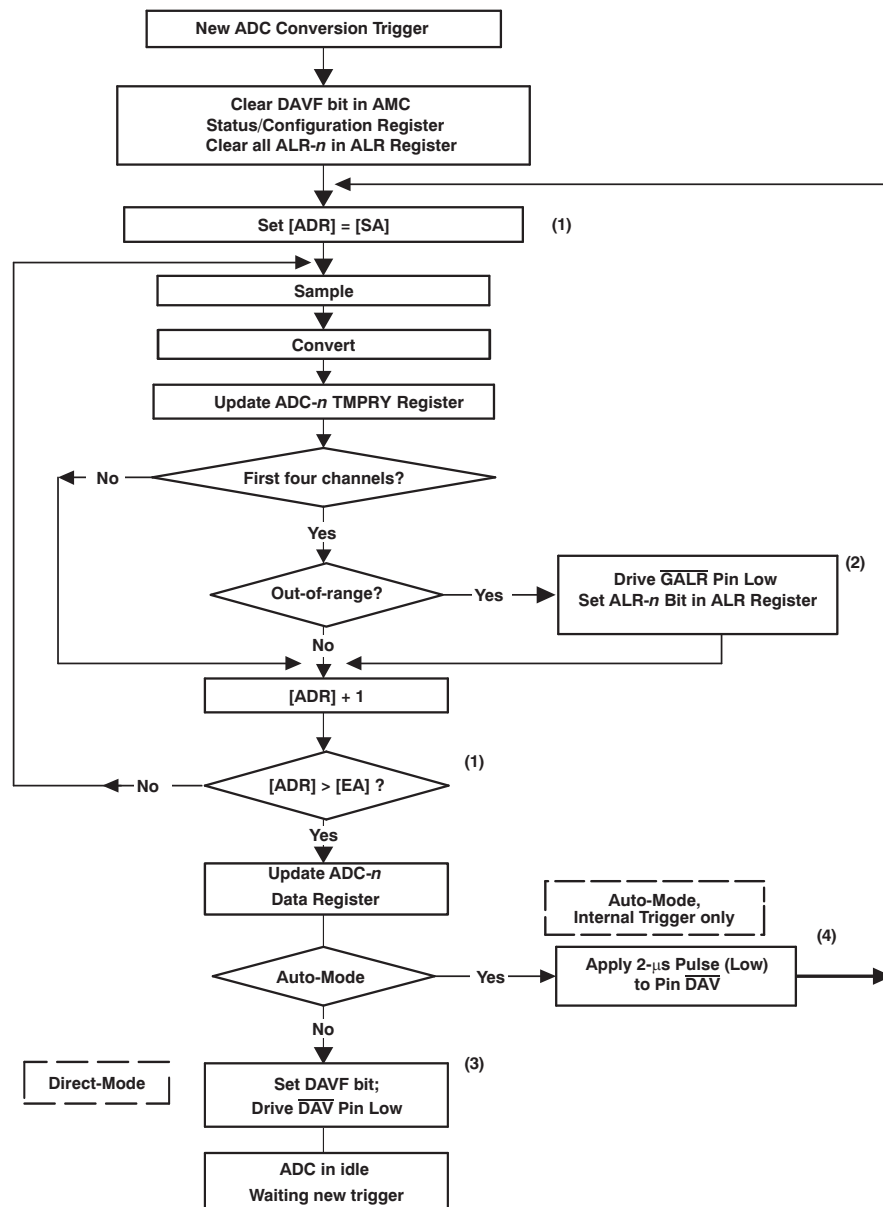 New ADC Conversion Trigger
Clear DAVF bit in AMC
Status/Configuration Register
Clear all ALR-n in ALR Register
Set [ADR] = [SA]
(1)
Sample
Convert
Update ADC-n TMPRY Register
First four channels?
No
Yes
Out-of-range?
Yes
Drive GALR Pin Low
Set ALR-n Bit in ALR Register
(2)
No
[ADR] + 1
(1)
[ADR] > [EA] ?
No
Yes
Update ADC-n
Data Register
Auto-Mode,
Internal Trigger only
(4)
Auto-Mode
Yes
Apply 2-μs Pulse (Low)
to Pin DAV
No
Direct-Mode
(3)
Set DAVF bit;
Drive DAV Pin Low
ADC in idle
Waiting new trigger